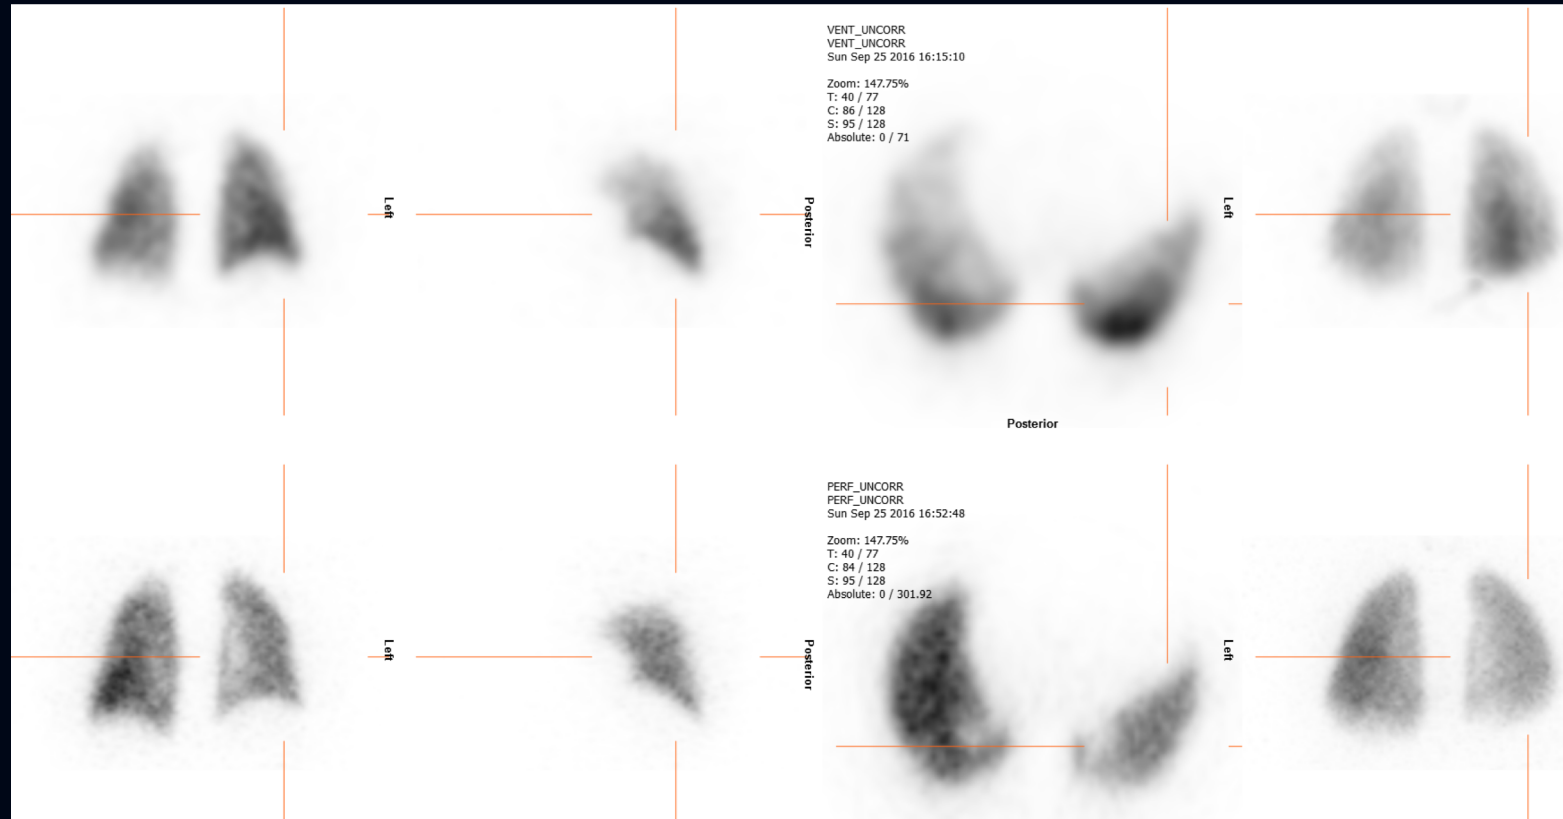 VENT_UNCORR
VENT_UNCORR
Sun Sep 25 2016 16:15:10
Zoom: 147.75%
T: 40 / 77
C: 86 / 128
S: 95 / 128
Absolute: 0 / 71
Left
Posterior
Left
Posterior
PERF_UNCORR
PERF_UNCORR
Sun Sep 25 2016 16:52:48
Zoom: 147.75%
T: 40 / 77
C: 84 / 128
S: 95 / 128
Absolute: 0 / 301.92
Left
Posterior
Left